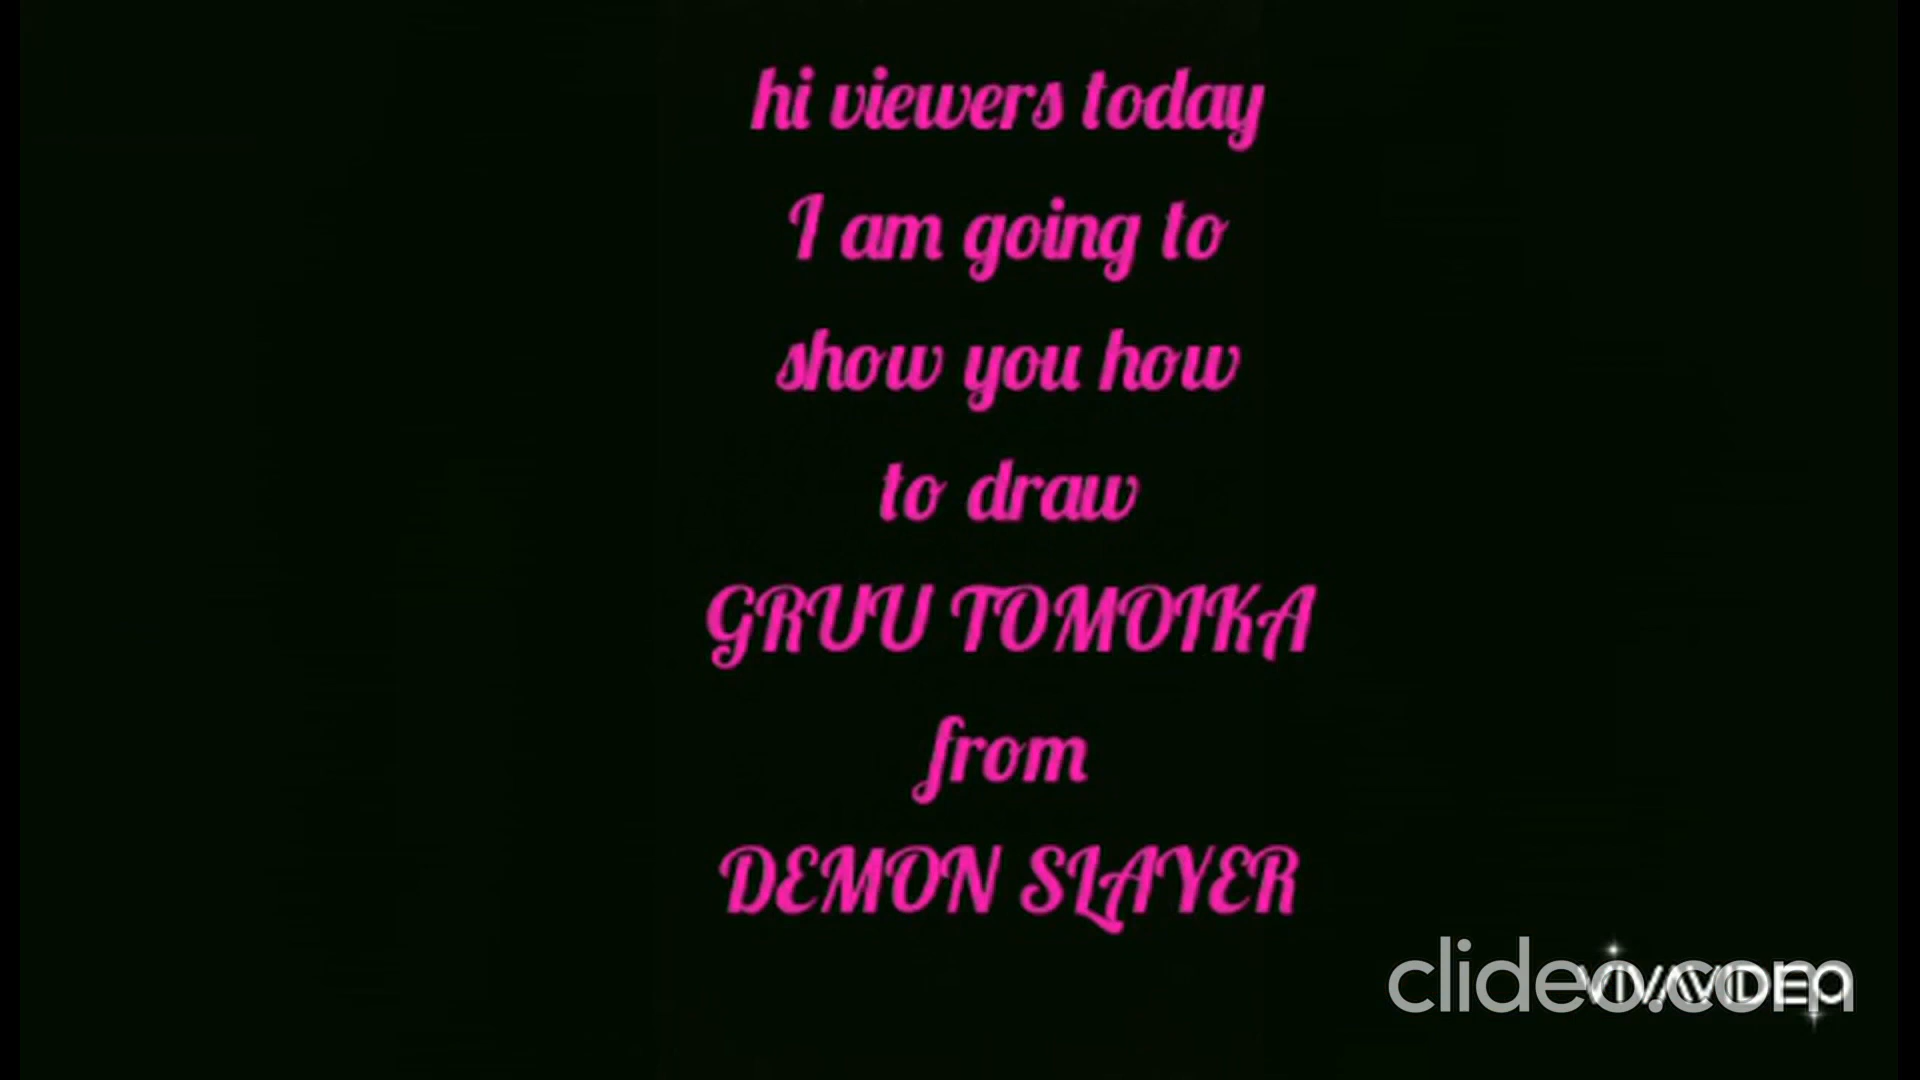 hi viewers today
I am going to
show you how
to draw
GRUU TOMOIKA
from
DEMON SLAYER
clideo.com
VIVAVIDEO